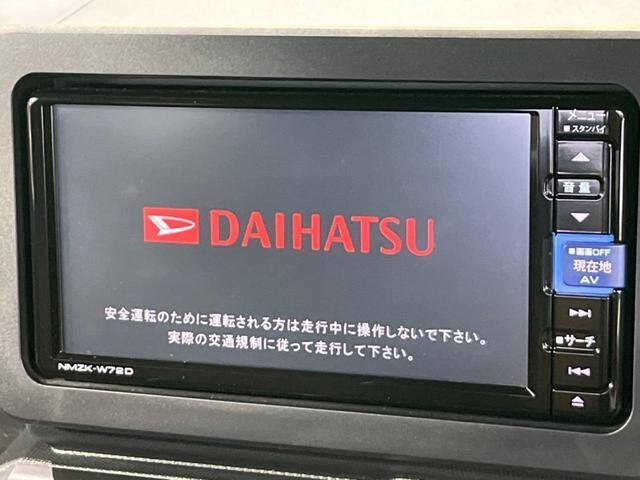 DAIHATSU
安全運転のために運転される方は走行中に操作しないで下さい。
実際の交通規制に従って走行して下さい。
NMZK-W72D
メニュー
■スタンバイ
▲
音量
▼
■画面OFF
現在地
AV
▶▶|
■サーチ
|◀◀
⏏